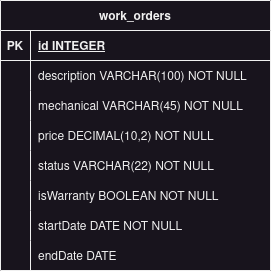 work_orders
PK id INTEGER
description VARCHAR(100) NOT NULL
mechanical VARCHAR(45) NOT NULL
price DECIMAL(10,2) NOT NULL
status VARCHAR(22) NOT NULL
isWarranty BOOLEAN NOT NULL
startDate DATE NOT NULL
endDate DATE